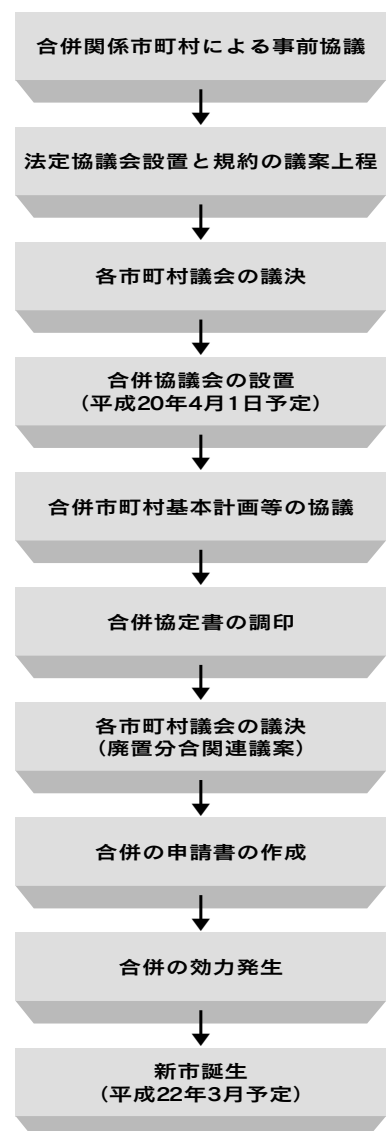 合併関係市町村による事前協議
法定協議会設置と規約の議案上程
各市町村議会の議決
合併協議会の設置
(平成20年4月1日予定)
合併市町村基本計画等の協議
合併協定書の調印
各市町村議会の議決
(廃置分合関連議案)
合併の申請書の作成
合併の効力発生
新市誕生
(平成22年3月予定)